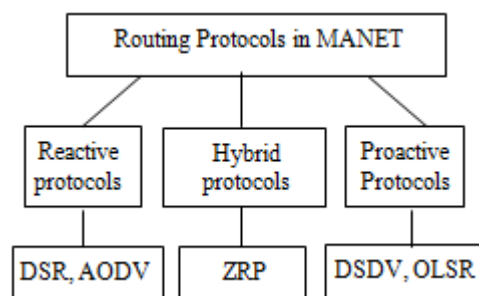 Routing Protocols in MANET
Reactive
protocols
Hybrid
protocols
Proactive
Protocols
DSR, AODV
ZRP
DSDV, OLSR